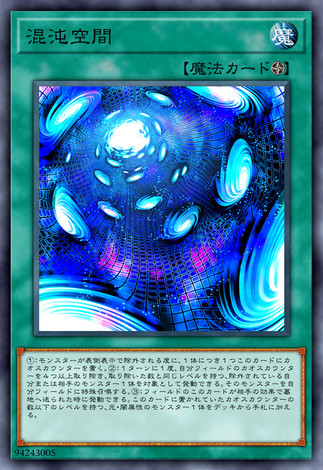 混沌空間
魔
【魔法カード】
①:モンスターが表側表示で除外される度に、1体につき1つこのカードにカ
オスカウンターを置く。②:1ターンに1度、自分フィールドのカオスカウンタ
ーを4つ以上取り除き、取り除いた数と同じレベルを持つ、除外されている自
分または相手のモンスター1体を対象として発動できる。そのモンスターを自
分フィールドに特殊召喚する。③:フィールドのこのカードが相手の効果で墓
地へ送られた時に発動できる。このカードに置かれていたカオスカウンターの
数以下のレベルを持つ、光・闇属性のモンスター1体をデッキから手札に加え
る。
94243005